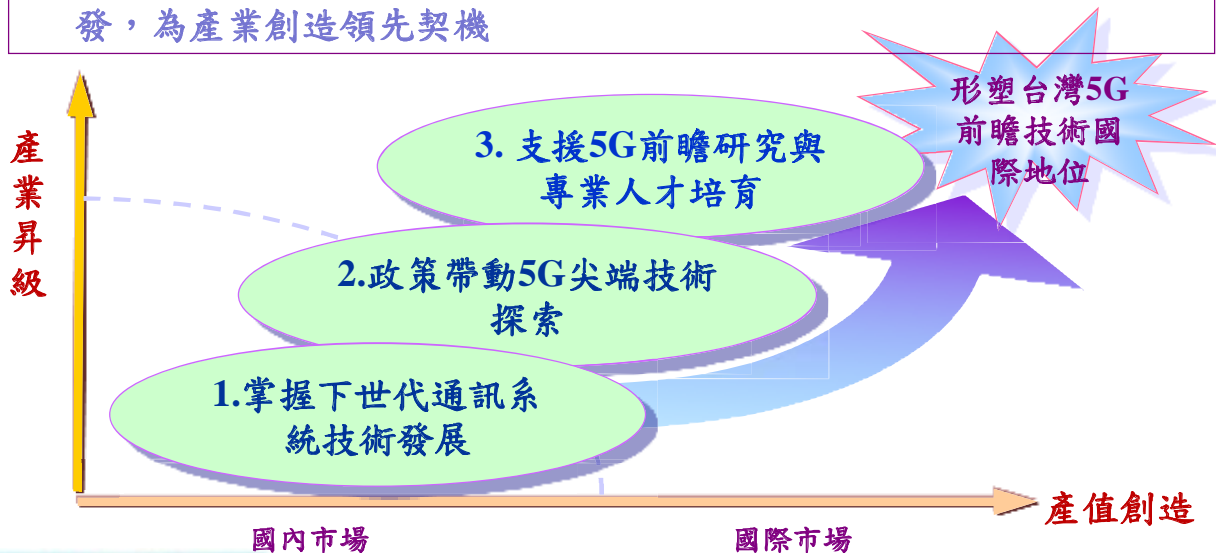 發，為產業創造領先契機
形塑台灣5G
前瞻技術國
際地位
產
業
昇
級
3. 支援5G前瞻研究與
專業人才培育
2.政策帶動5G尖端技術
探索
1.掌握下世代通訊系
統技術發展
產值創造
國內市場
國際市場